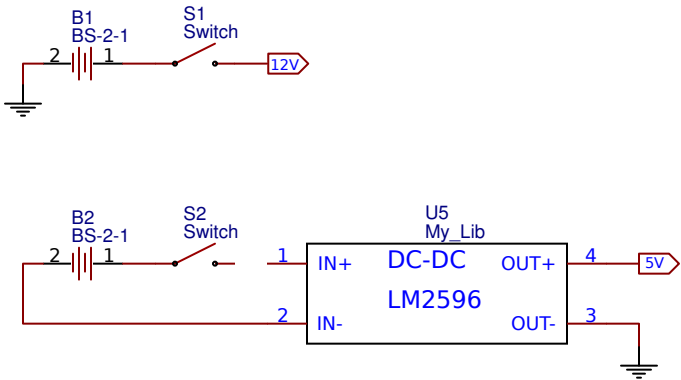 B1
BS-2-1
2 1
S1
Switch
12V
B2
BS-2-1
2 1
S2
Switch
U5
My_Lib
1 IN+ DC-DC OUT+ 4 5V
LM2596
2 IN- OUT- 3